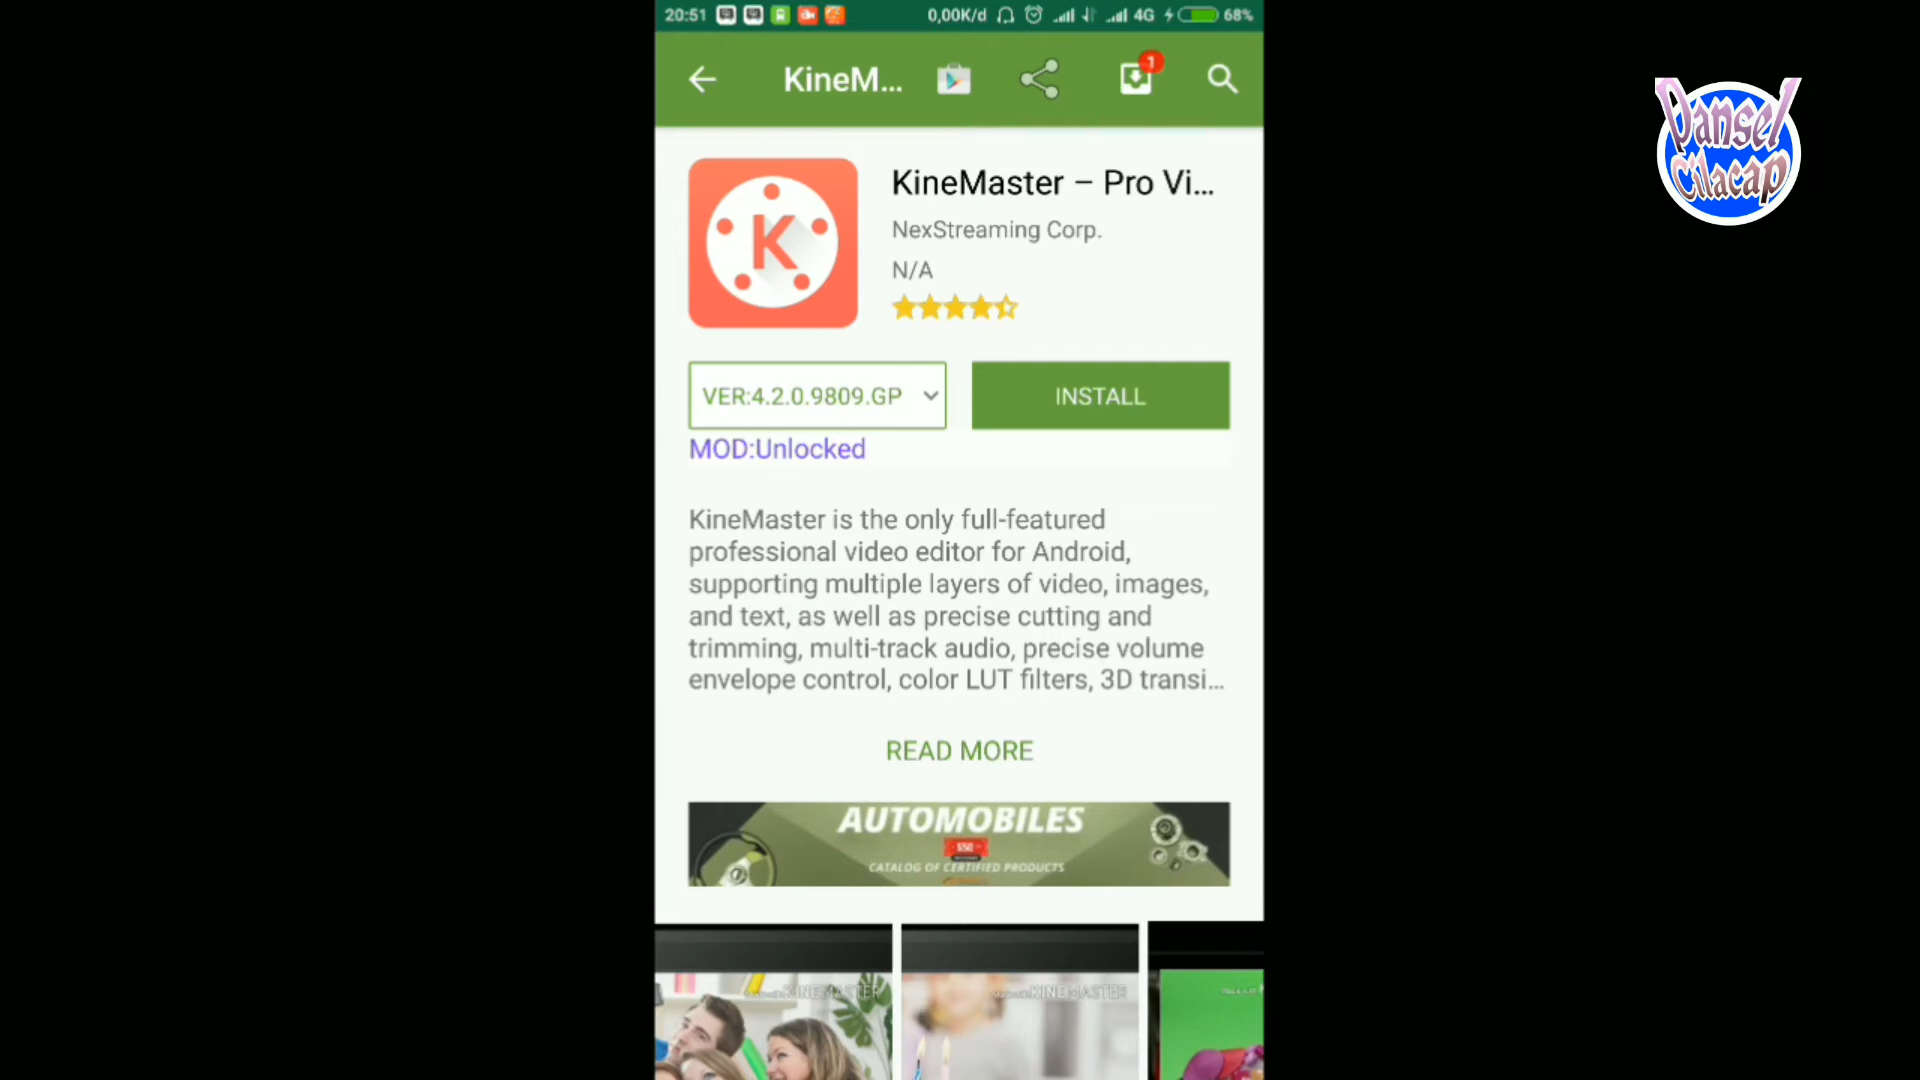 20:51
0,00K/d
4G
68%
KineM...
1
Dansel
Cilacap
K
KineMaster – Pro Vi...
NexStreaming Corp.
N/A
VER:4.2.0.9809.GP
INSTALL
MOD:Unlocked
KineMaster is the only full-featured
professional video editor for Android,
supporting multiple layers of video, images,
and text, as well as precise cutting and
trimming, multi-track audio, precise volume
envelope control, color LUT filters, 3D transi...
READ MORE
AUTOMOBILES
CATALOG OF CERTIFIED PRODUCTS
KINEMASTER
KINEMASTER